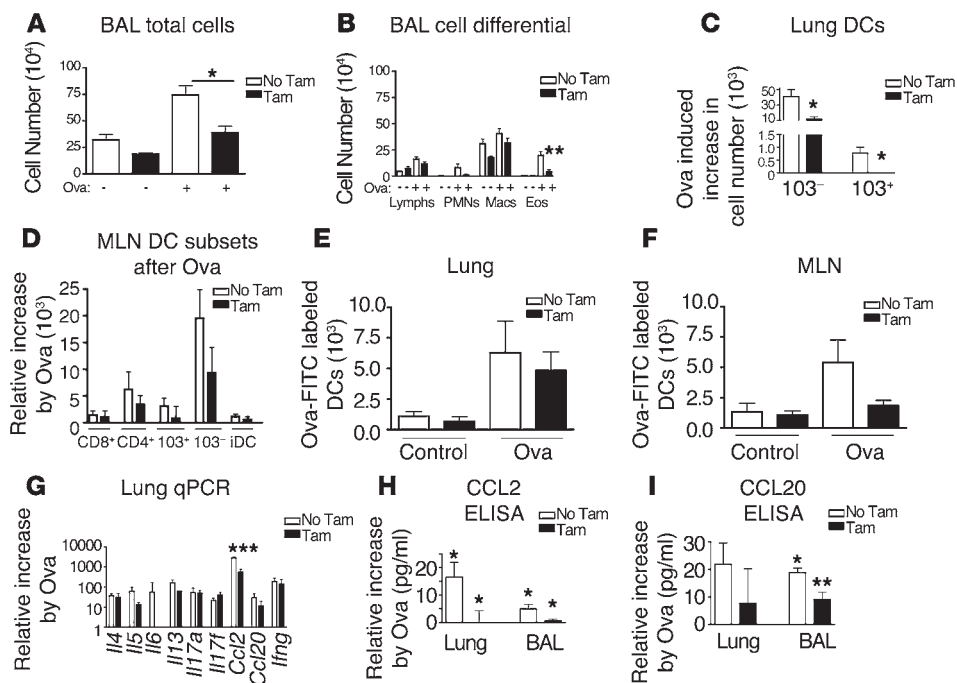 A
BAL total cells
Cell Number (10⁴)
100
75
50
25
0
*
No Tam
Tam
Ova: - - + +
B
BAL cell differential
Cell Number (10⁴)
100
75
50
25
0
No Tam
Tam
**
Ova: - - + + - - + + - - + + - - + +
Lymphs PMNs Macs Eos
C
Lung DCs
Ova induced
increase in
cell number (10³)
50
30
10
1.5
1.0
0.5
0.0
No Tam
Tam
*
*
103⁻ 103⁺
D
MLN DC subsets
after Ova
Relative increase
by Ova (10³)
25
20
15
10
5
0
No Tam
Tam
CD8⁺ CD4⁺ 103⁺ 103⁻ iDC
E
Lung
Ova-FITC labeled
DCs (10³)
10.0
7.5
5.0
2.5
0.0
No Tam
Tam
Control Ova
F
MLN
Ova-FITC labeled
DCs (10³)
10.0
7.5
5.0
2.5
0.0
No Tam
Tam
Control Ova
G
Lung qPCR
Relative increase
by Ova
10000
1000
100
10
1
No Tam
Tam
***
Il4 Il5 Il6 Il13 Il17a Il17f Ccl2 Ccl20 Ifng
H
CCL2
ELISA
Relative increase
by Ova (pg/ml)
30
20
10
0
No Tam
Tam
*
*
*
*
Lung BAL
I
CCL20
ELISA
Relative increase
by Ova (pg/ml)
30
20
10
0
No Tam
Tam
*
**
Lung BAL